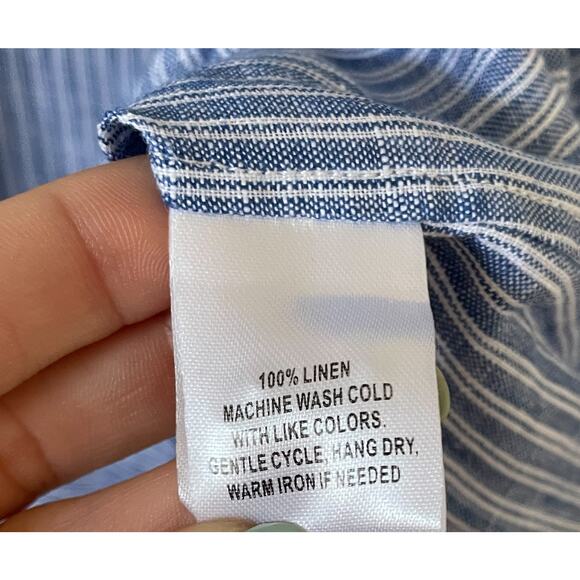 100% LINEN
MACHINE WASH COLD
WITH LIKE COLORS.
GENTLE CYCLE, HANG DRY,
WARM IRON IF NEEDED